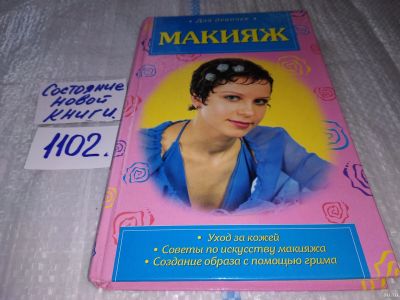 • Для девочек •
МАКИЯЖ
Состояние
новой
книги.
1102.
• Уход за кожей
• Советы по искусству макияжа
• Создание образа с помощью грима